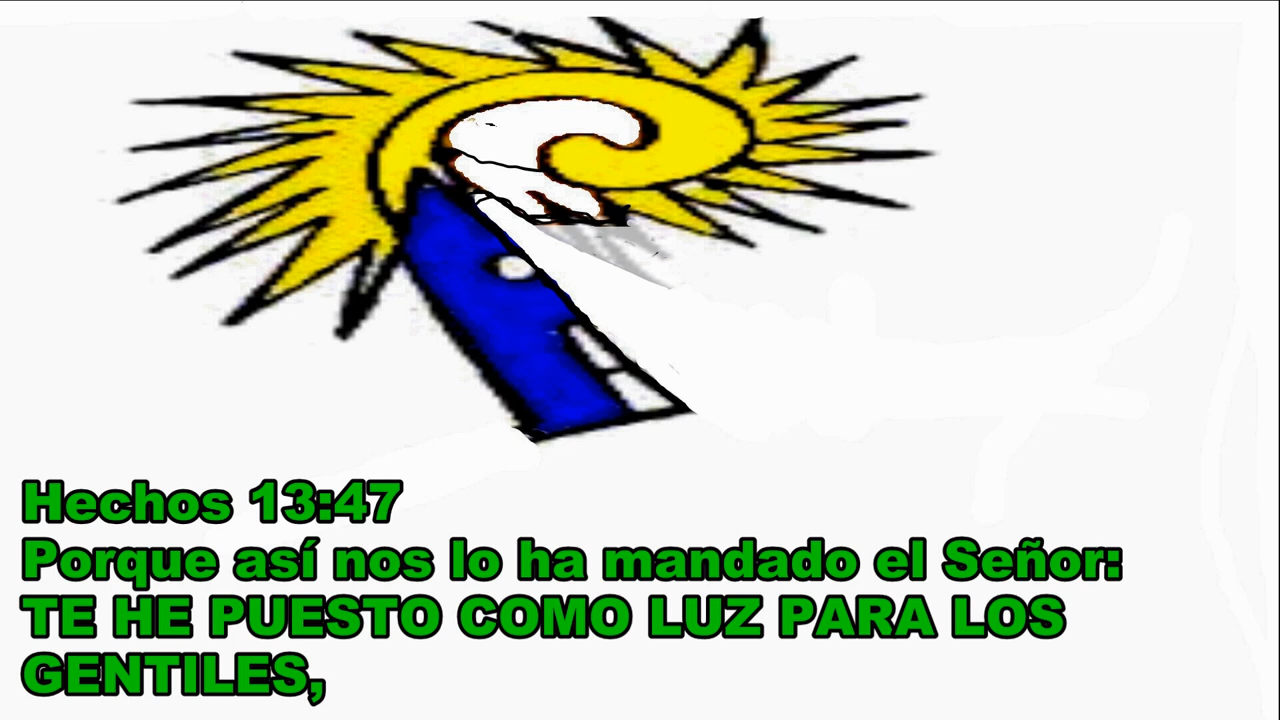 Hechos 13:47
Porque así nos lo ha mandado el Señor:
TE HE PUESTO COMO LUZ PARA LOS
GENTILES,